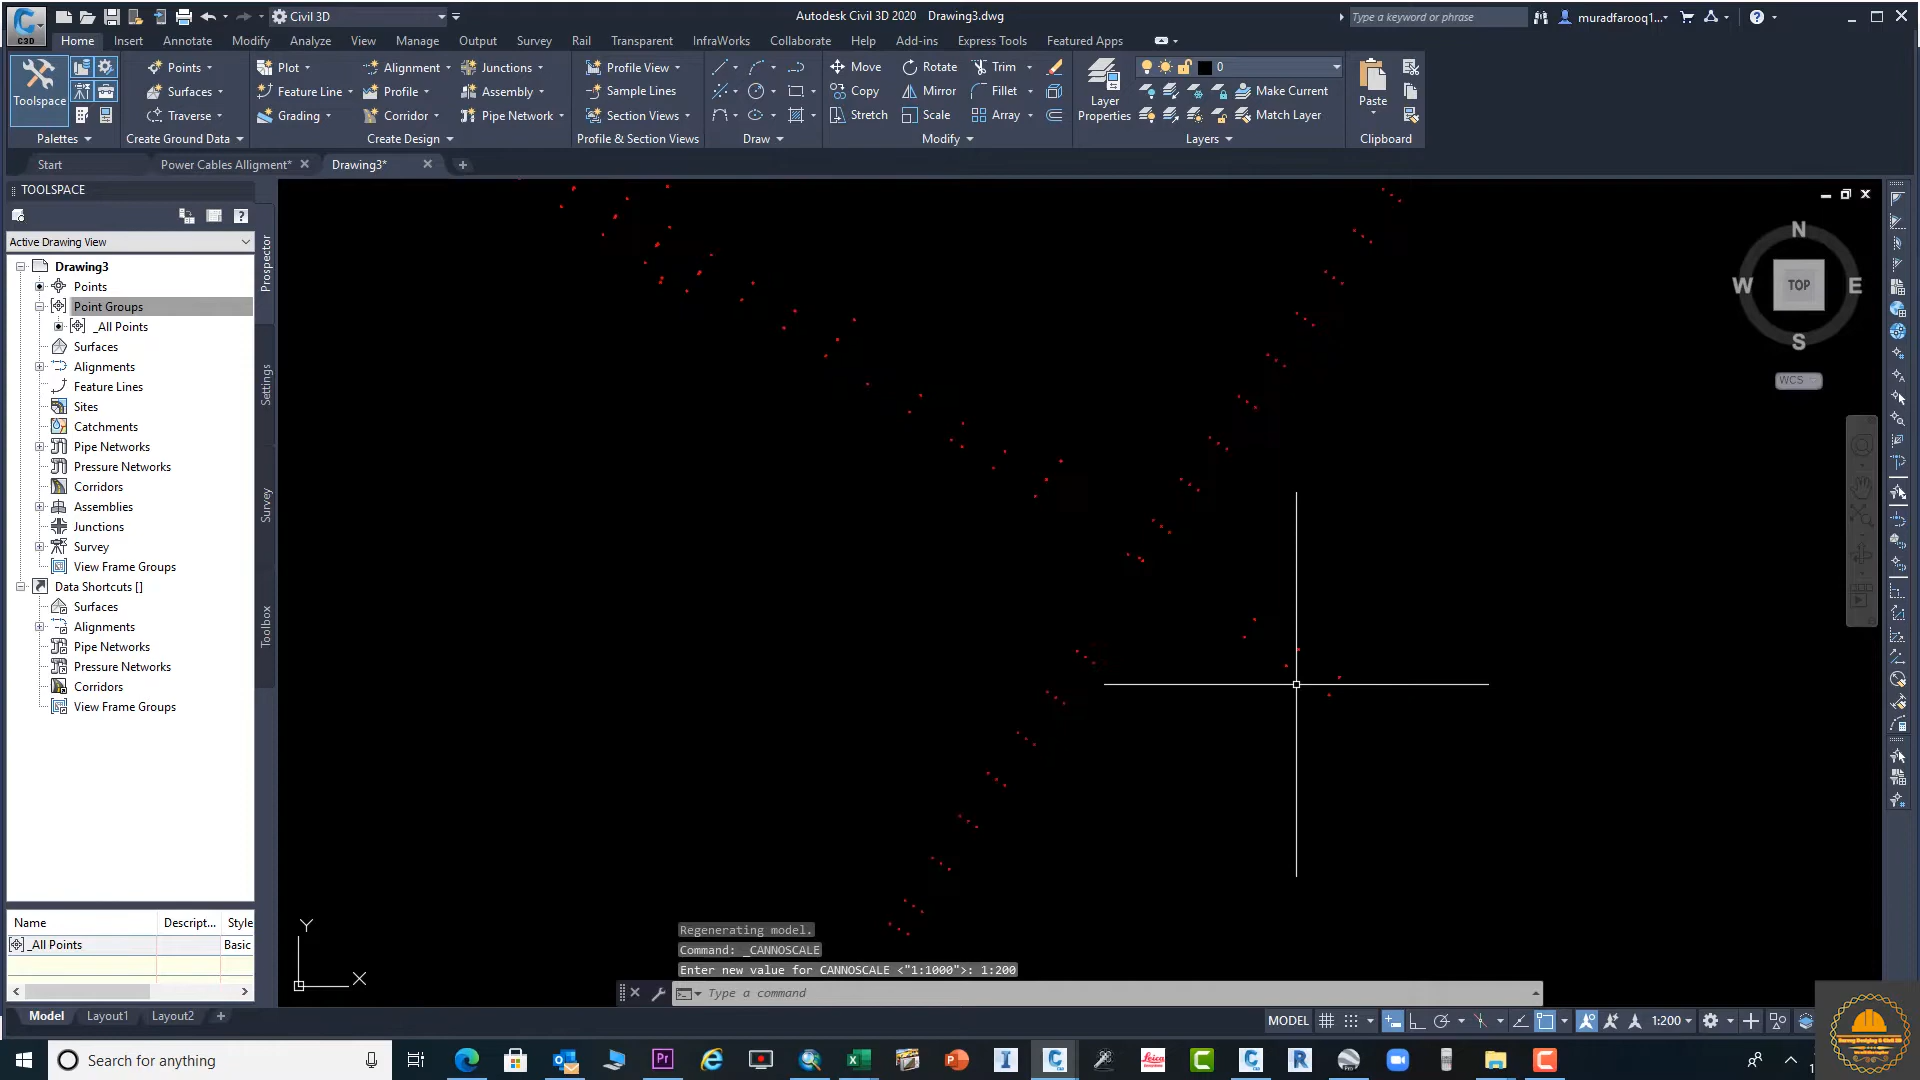 Civil 3D
Autodesk Civil 3D 2020 Drawing3.dwg
Type a keyword or phrase
muradfarooq1...
C3D
Home Insert Annotate Modify Analyze View Manage Output Survey Rail Transparent InfraWorks Collaborate Help Add-ins Express Tools Featured Apps
Toolspace
Points
Surfaces
Traverse
Plot
Feature Line
Grading
Alignment
Profile
Corridor
Junctions
Assembly
Pipe Network
Profile View
Sample Lines
Section Views
Move
Copy
Stretch
Rotate
Mirror
Scale
Trim
Fillet
Array
Layer
Properties
0
Make Current
Match Layer
Paste
Palettes
Create Ground Data
Create Design
Profile & Section Views
Draw
Modify
Layers
Clipboard
Start
Power Cables Alligment*
Drawing3*
TOOLSPACE
Active Drawing View
Drawing3
Points
Point Groups
_All Points
Surfaces
Alignments
Feature Lines
Sites
Catchments
Pipe Networks
Pressure Networks
Corridors
Assemblies
Junctions
Survey
View Frame Groups
Data Shortcuts []
Surfaces
Alignments
Pipe Networks
Pressure Networks
Corridors
View Frame Groups
Prospector
Settings
Survey
Toolbox
Name Descript... Style
_All Points Basic
N
W TOP E
S
WCS
Y
X
Regenerating model.
Command: _CANNOSCALE
Enter new value for CANNOSCALE <"1:1000">: 1:200
Type a command
Model Layout1 Layout2
MODEL
1:200
Search for anything